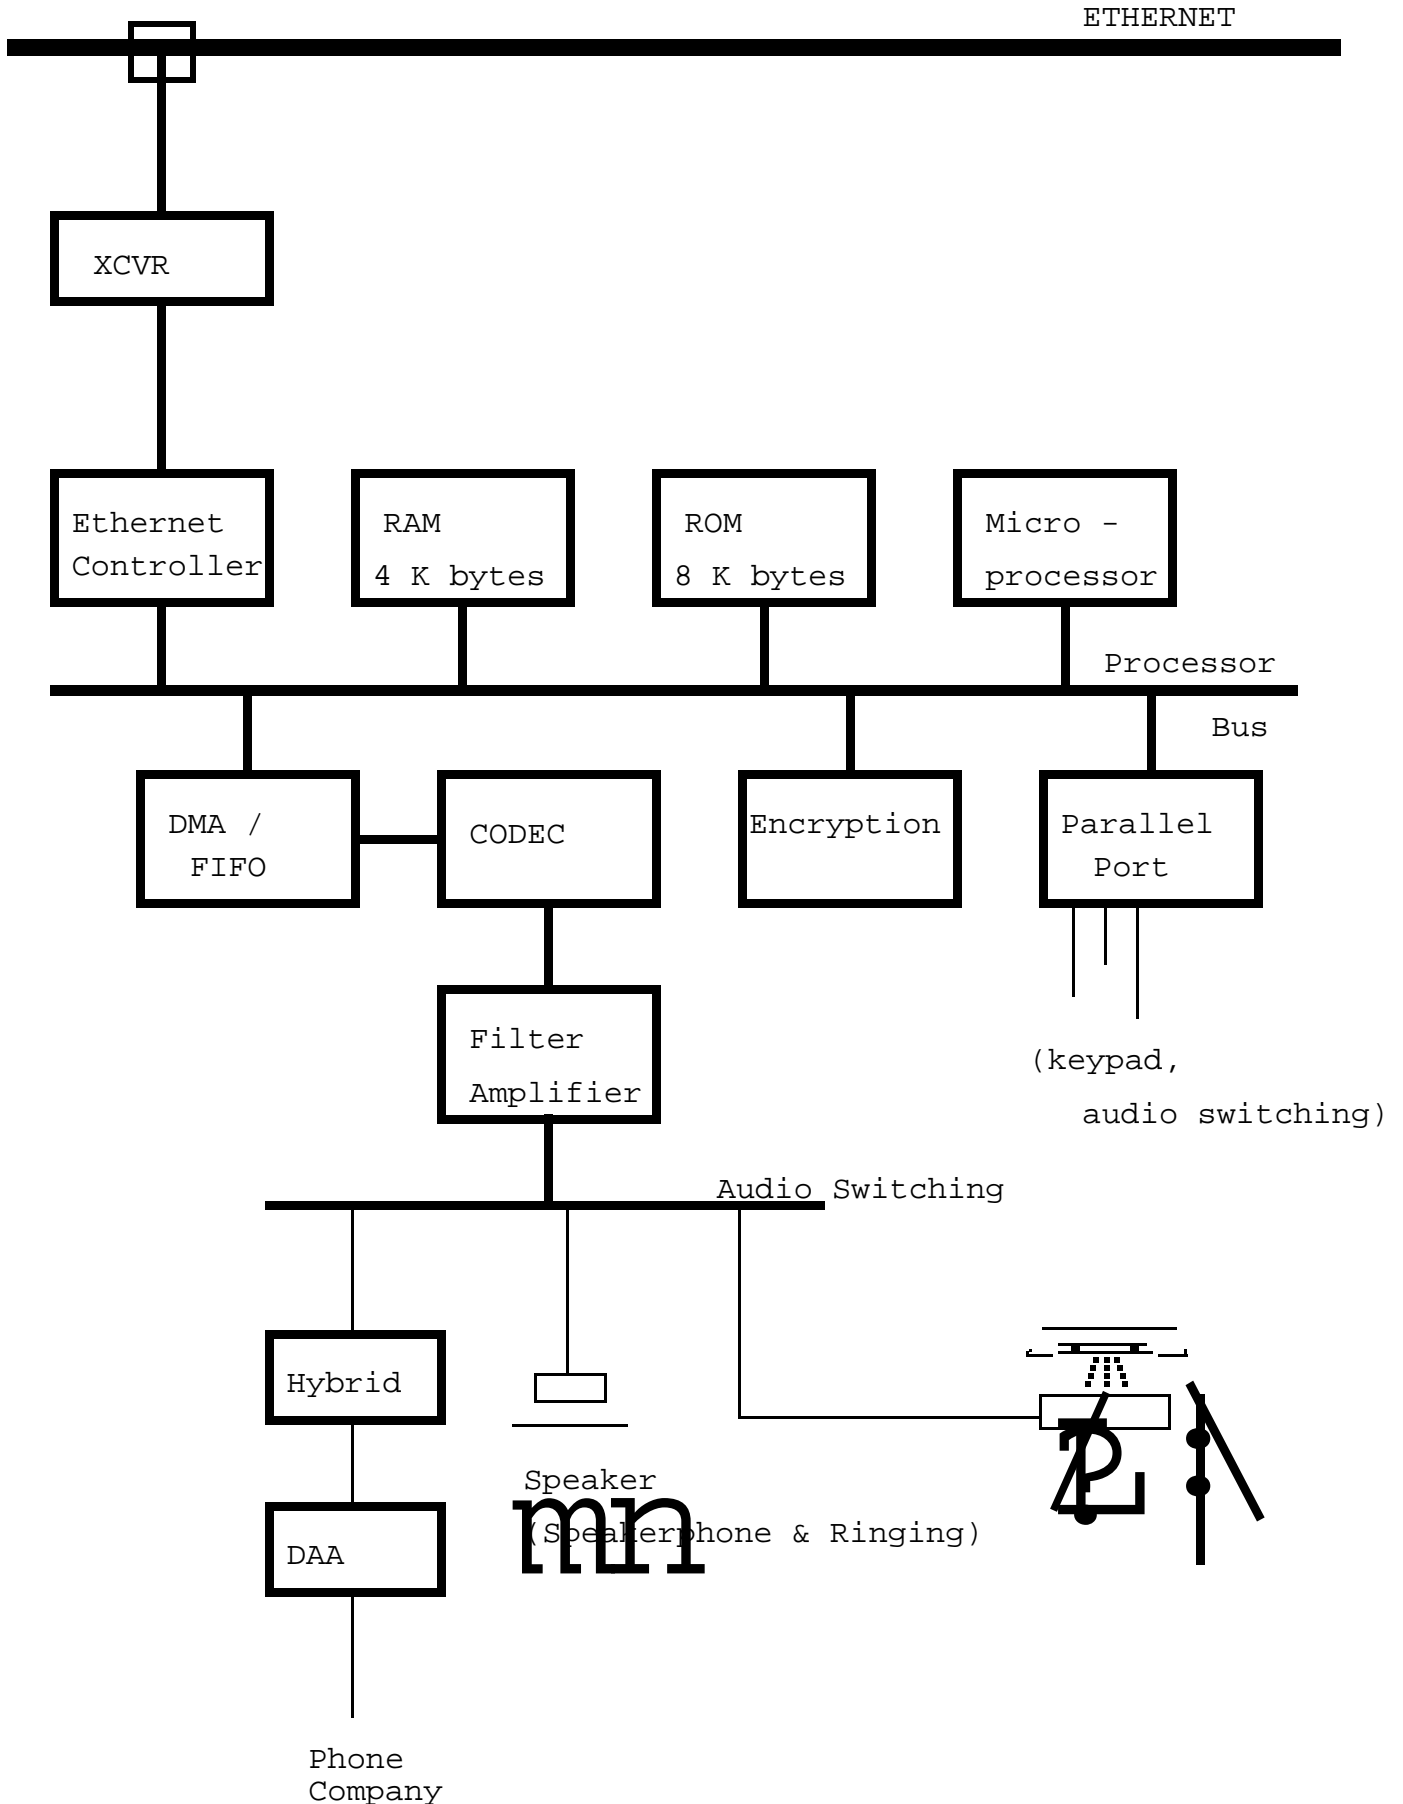 ETHERNET
XCVR
Ethernet
Controller
RAM
4 K bytes
ROM
8 K bytes
Micro -
processor
Processor
Bus
DMA /
FIFO
CODEC
Encryption
Parallel
Port
Filter
Amplifier
(keypad,
audio switching)
Audio Switching
Hybrid
Speaker
(Speakerphone & Ringing)
mn
DAA
Phone
Company